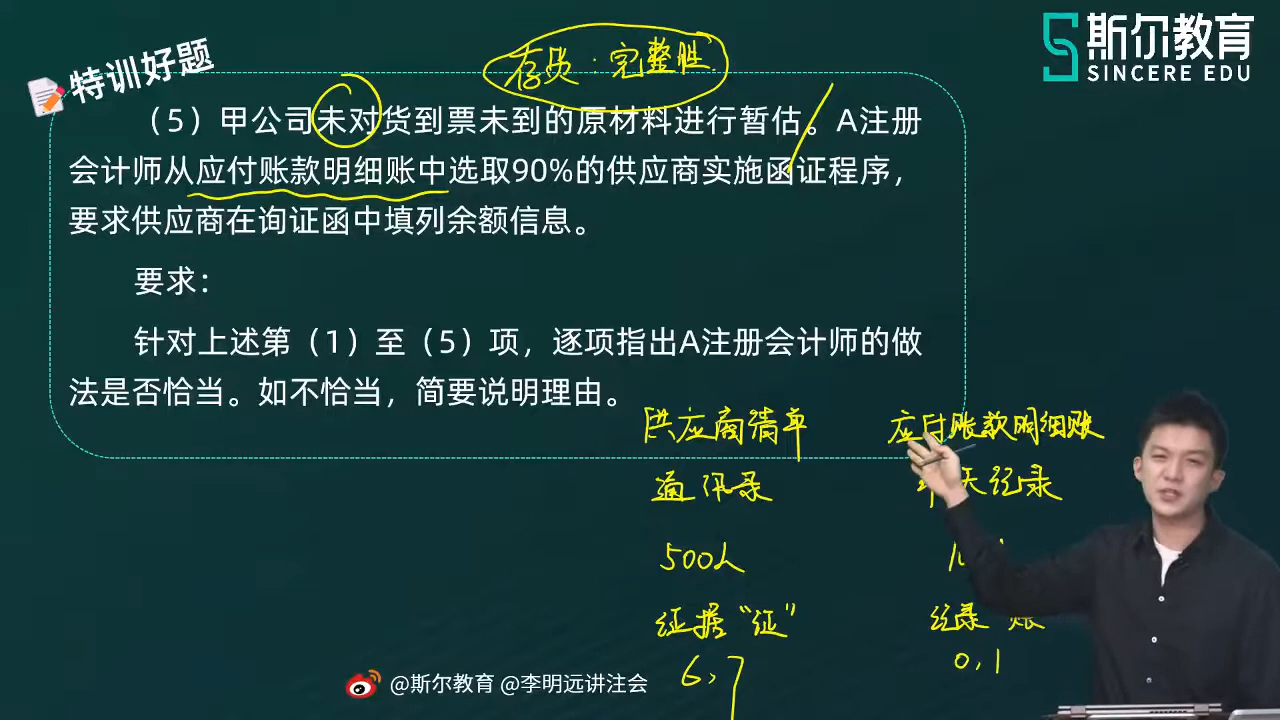 斯尔教育
SINCERE EDU
特训好题
存货：完整性
（5）甲公司未对货到票未到的原材料进行暂估。A注册
会计师从应付账款明细账中选取90%的供应商实施函证程序，
要求供应商在询证函中填列余额信息。
要求：
针对上述第（1）至（5）项，逐项指出A注册会计师的做
法是否恰当。如不恰当，简要说明理由。
供应商清单 应付账款明细账
通讯录 天纪录
500人
证据“证” 纪录 账
6,7 0,1
@斯尔教育 @李明远讲注会